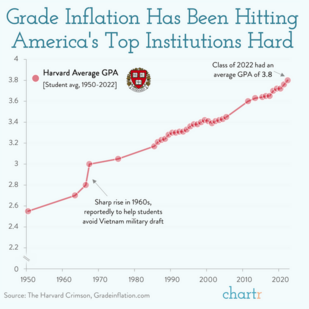 Grade Inflation Has Been Hitting
America's Top Institutions Hard
4
Harvard Average GPA
[Student avg, 1950-2022]
Class of 2022 had an
average GPA of 3.8
3.8
3.6
3.4
3.2
3
2.8
Sharp rise in 1960s,
reportedly to help students
avoid Vietnam military draft
2.6
2.4
2.2
0
1950
1960
1970
1980
1990
2000
2010
2020
Source: The Harvard Crimson, Gradeinflation.com
chartr